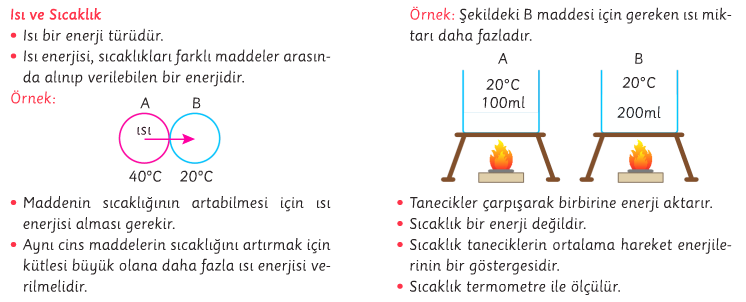 Isı ve Sıcaklık
• Isı bir enerji türüdür.
• Isı enerjisi, sıcaklıkları farklı maddeler arasın-
da alınıp verilebilen bir enerjidir.
Örnek:
A B
ısı
40°C 20°C
• Maddenin sıcaklığının artabilmesi için ısı
enerjisi alması gerekir.
• Aynı cins maddelerin sıcaklığını artırmak için
kütlesi büyük olana daha fazla ısı enerjisi ve-
rilmelidir.
Örnek: Şekildeki B maddesi için gereken ısı mik-
tarı daha fazladır.
A B
20°C 20°C
100ml 200ml
• Tanecikler çarpışarak birbirine enerji aktarır.
• Sıcaklık bir enerji değildir.
• Sıcaklık taneciklerin ortalama hareket enerjile-
rinin bir göstergesidir.
• Sıcaklık termometre ile ölçülür.